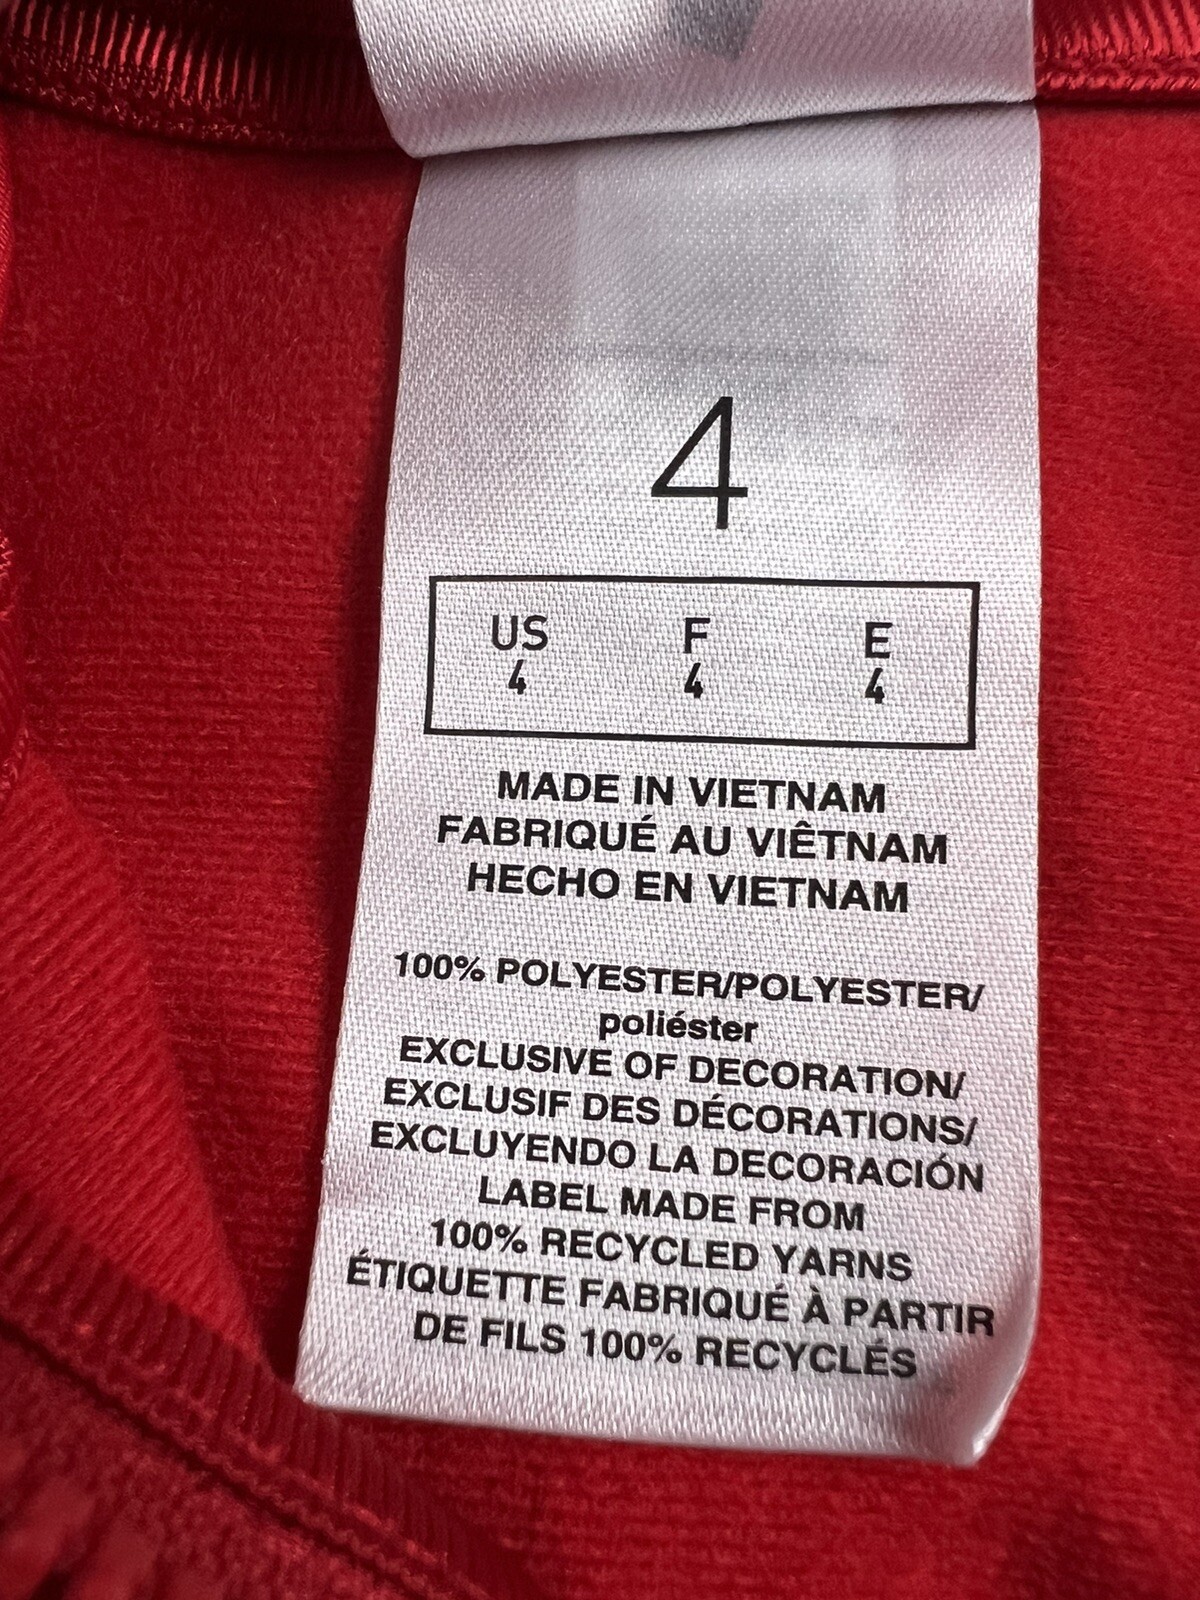 4
US F E
4 4 4
MADE IN VIETNAM
FABRIQUÉ AU VIÊTNAM
HECHO EN VIETNAM
100% POLYESTER/POLYESTER/
poliéster
EXCLUSIVE OF DECORATION/
EXCLUSIF DES DÉCORATIONS/
EXCLUYENDO LA DECORACIÓN
LABEL MADE FROM
100% RECYCLED YARNS
ÉTIQUETTE FABRIQUÉ À PARTIR
DE FILS 100% RECYCLÉS